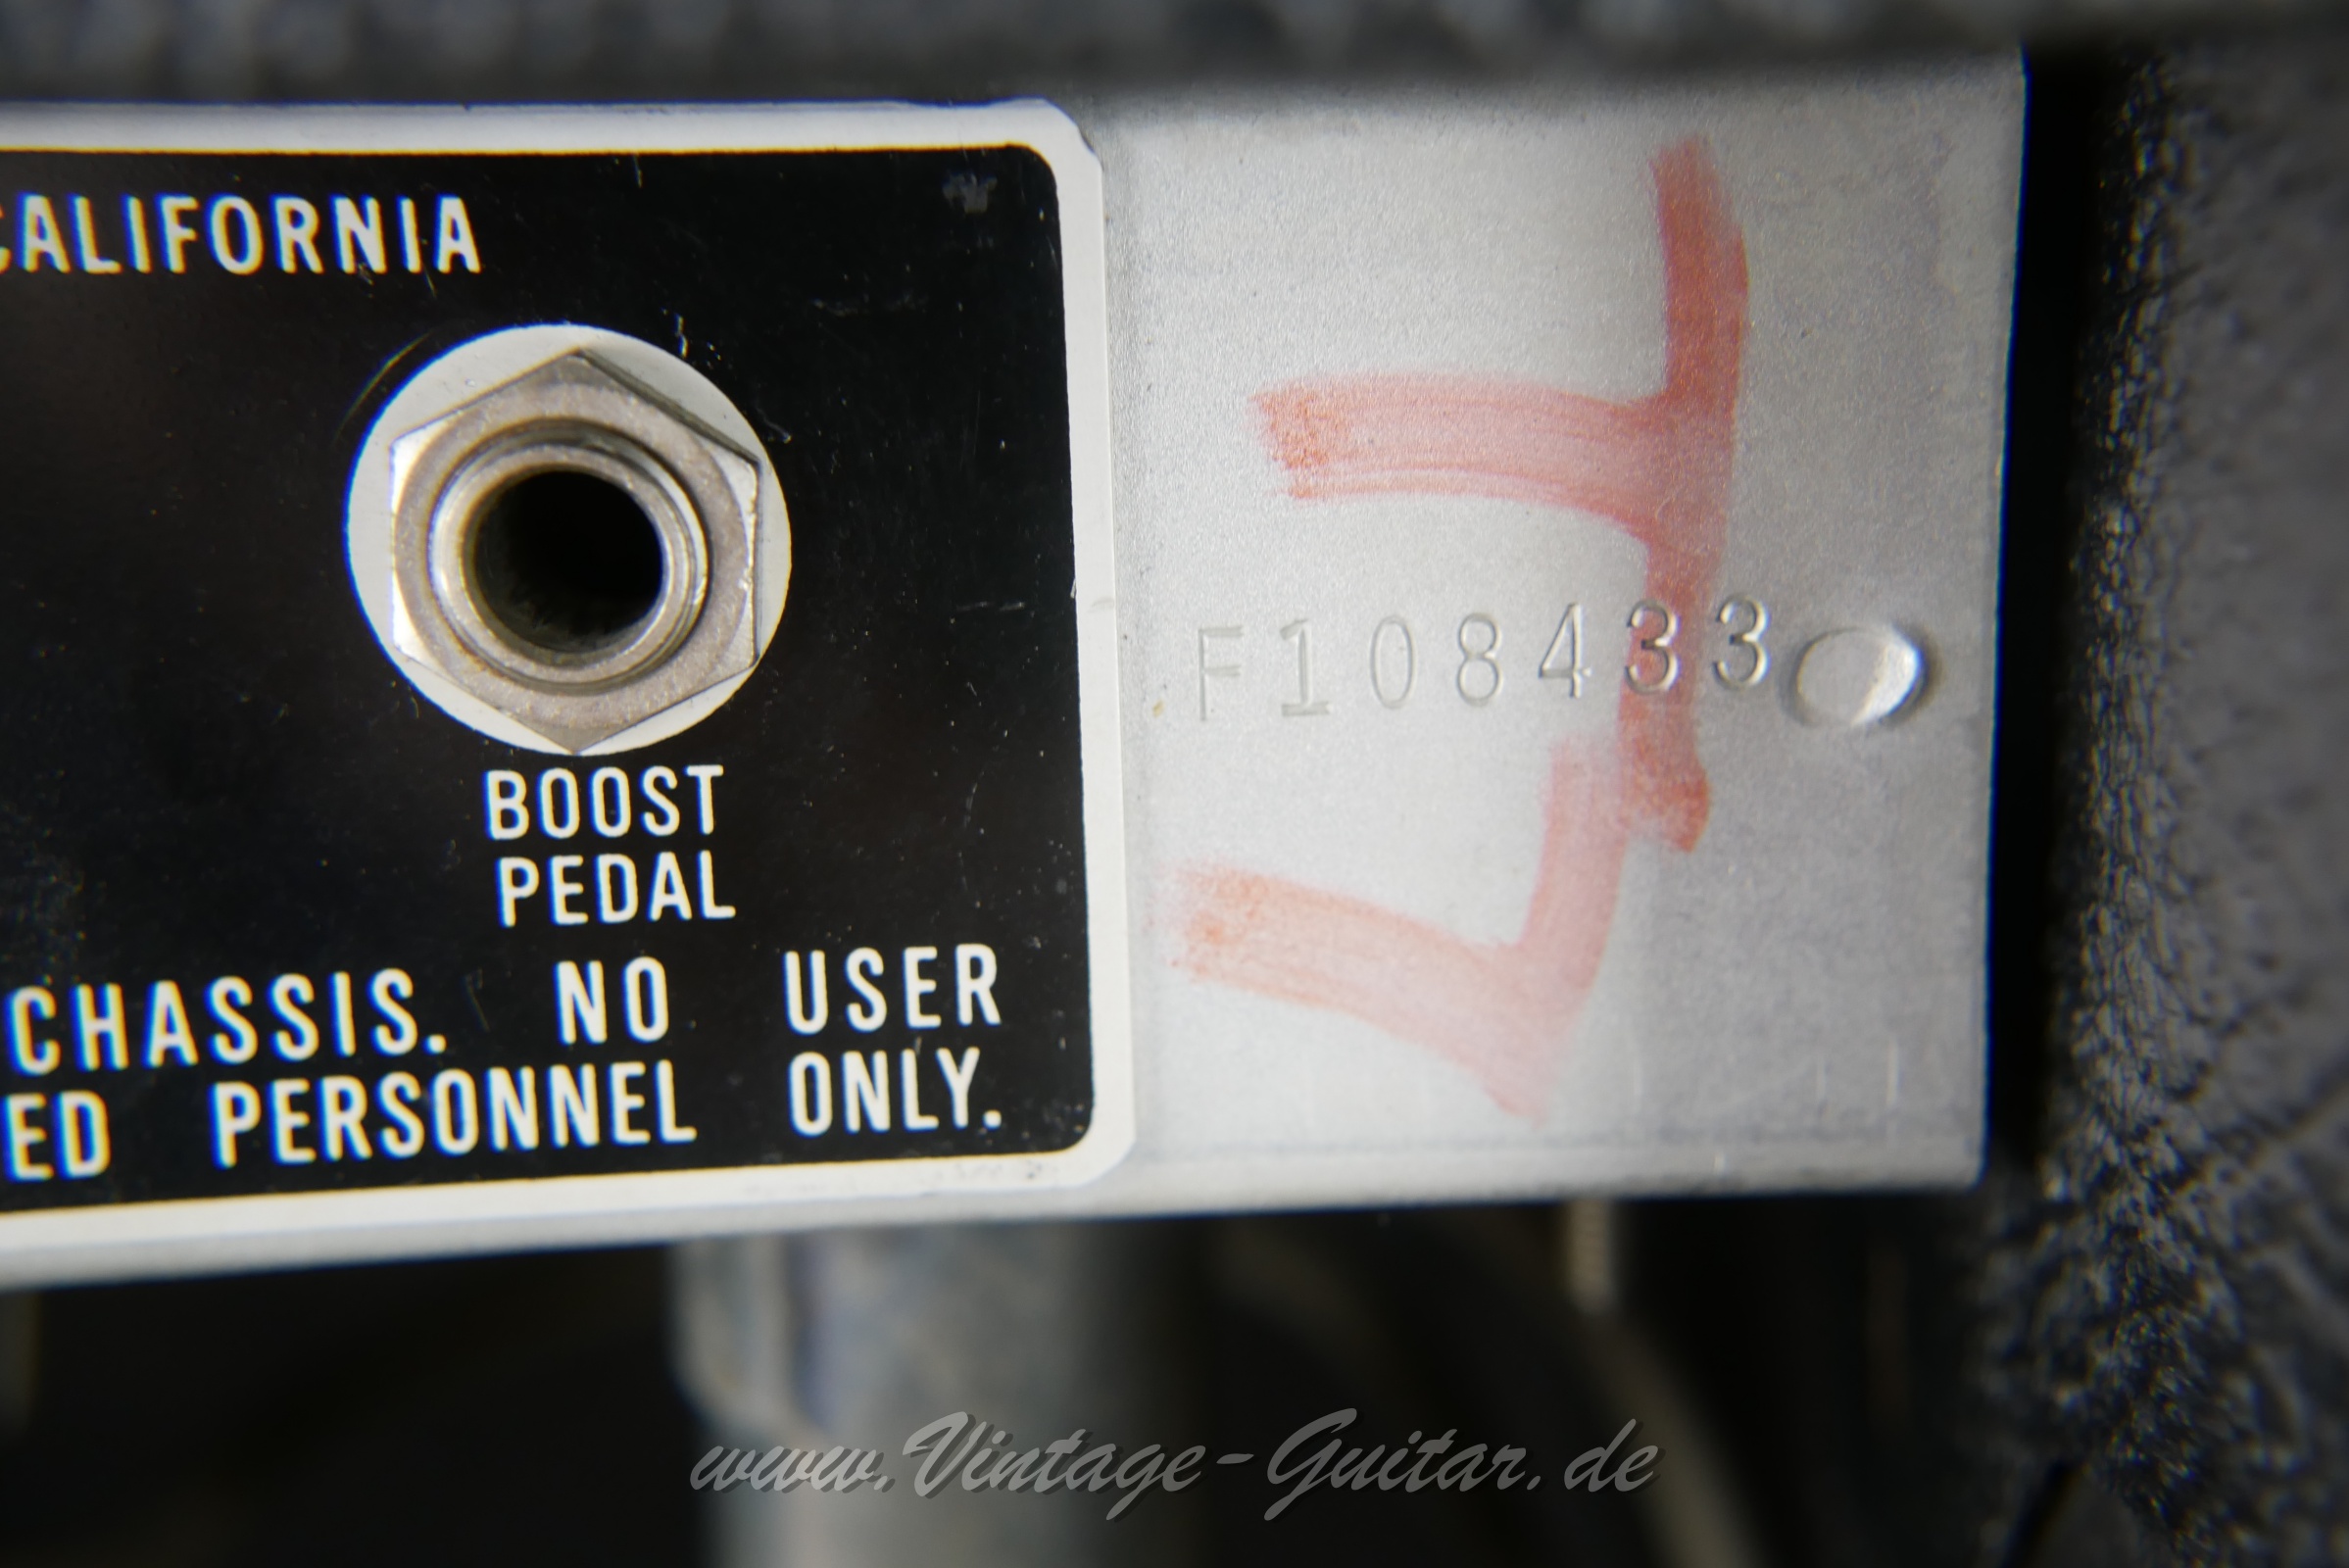 CALIFORNIA
F108433
BOOST
PEDAL
CHASSIS. NO USER
ED PERSONNEL ONLY.
www.Vintage-Guitar.de